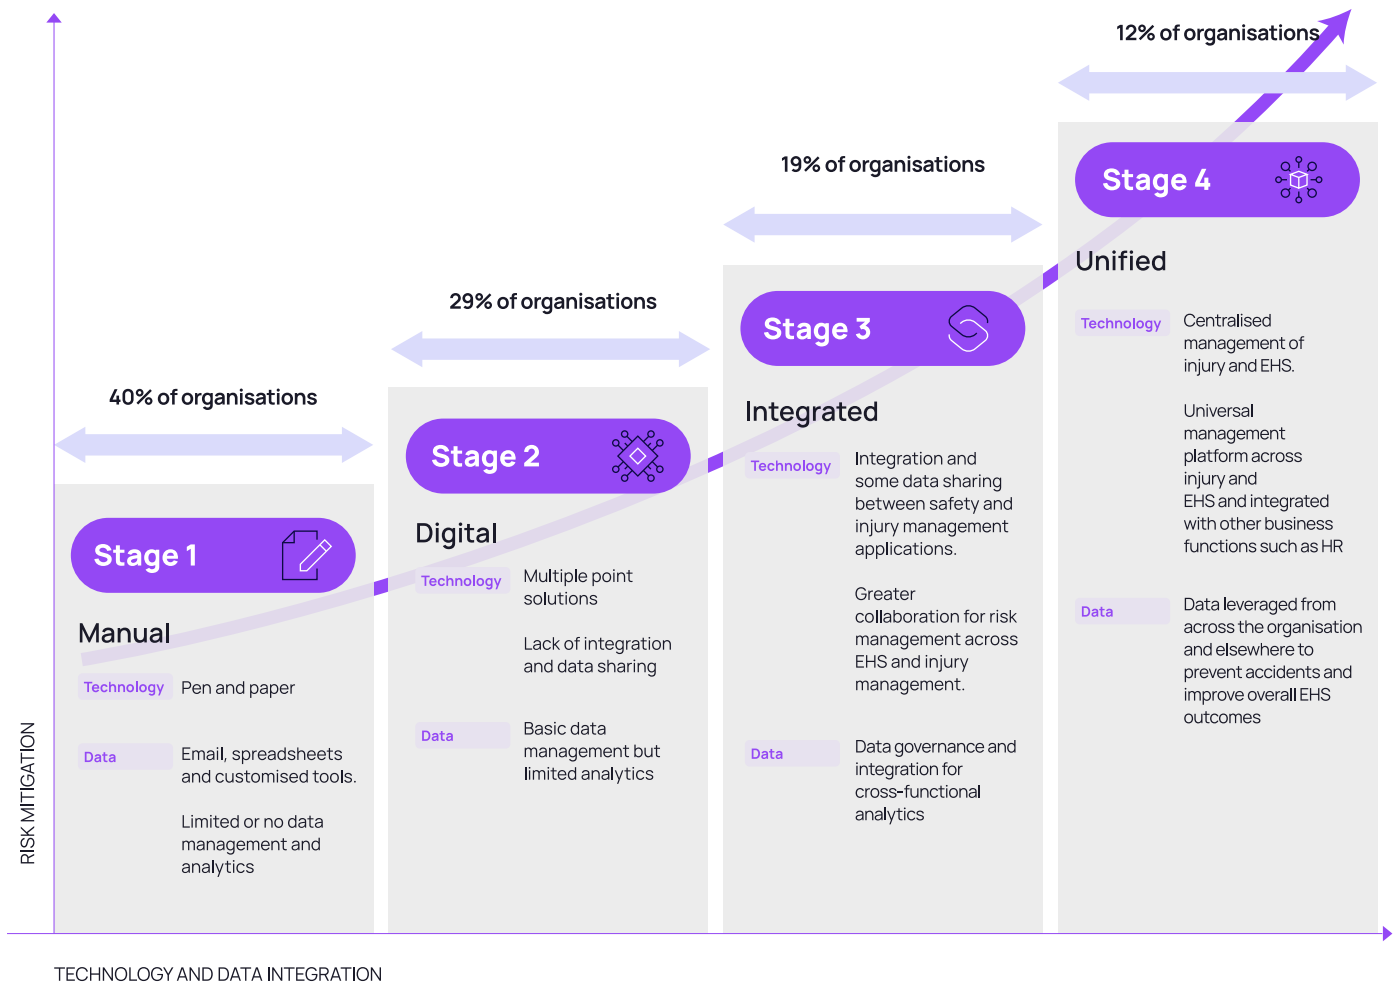 12% of organisations
Stage 4
Unified
Technology
Centralised
management of
injury and EHS.
Universal
management
platform across
injury and
EHS and integrated
with other business
functions such as HR
Data
Data leveraged from
across the organisation
and elsewhere to
prevent accidents and
improve overall EHS
outcomes
19% of organisations
Stage 3
Integrated
Technology
Integration and
some data sharing
between safety and
injury management
applications.
Greater
collaboration for risk
management across
EHS and injury
management.
Data
Data governance and
integration for
cross-functional
analytics
29% of organisations
Stage 2
Digital
Technology
Multiple point
solutions
Lack of integration
and data sharing
Data
Basic data
management but
limited analytics
40% of organisations
Stage 1
Manual
Technology
Pen and paper
Data
Email, spreadsheets
and customised tools.
Limited or no data
management and
analytics
RISK MITIGATION
TECHNOLOGY AND DATA INTEGRATION